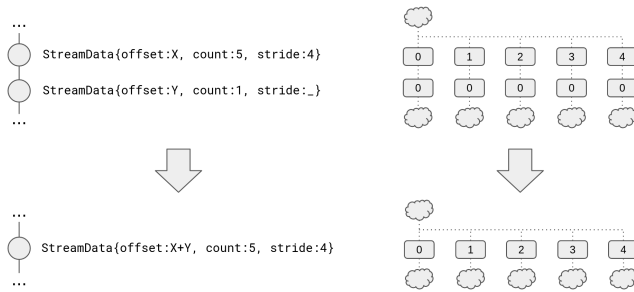 ...
StreamData{offset:X, count:5, stride:4}
0 1 2 3 4
StreamData{offset:Y, count:1, stride:_}
0 0 0 0 0
...
...
StreamData{offset:X+Y, count:5, stride:4}
0 1 2 3 4
...